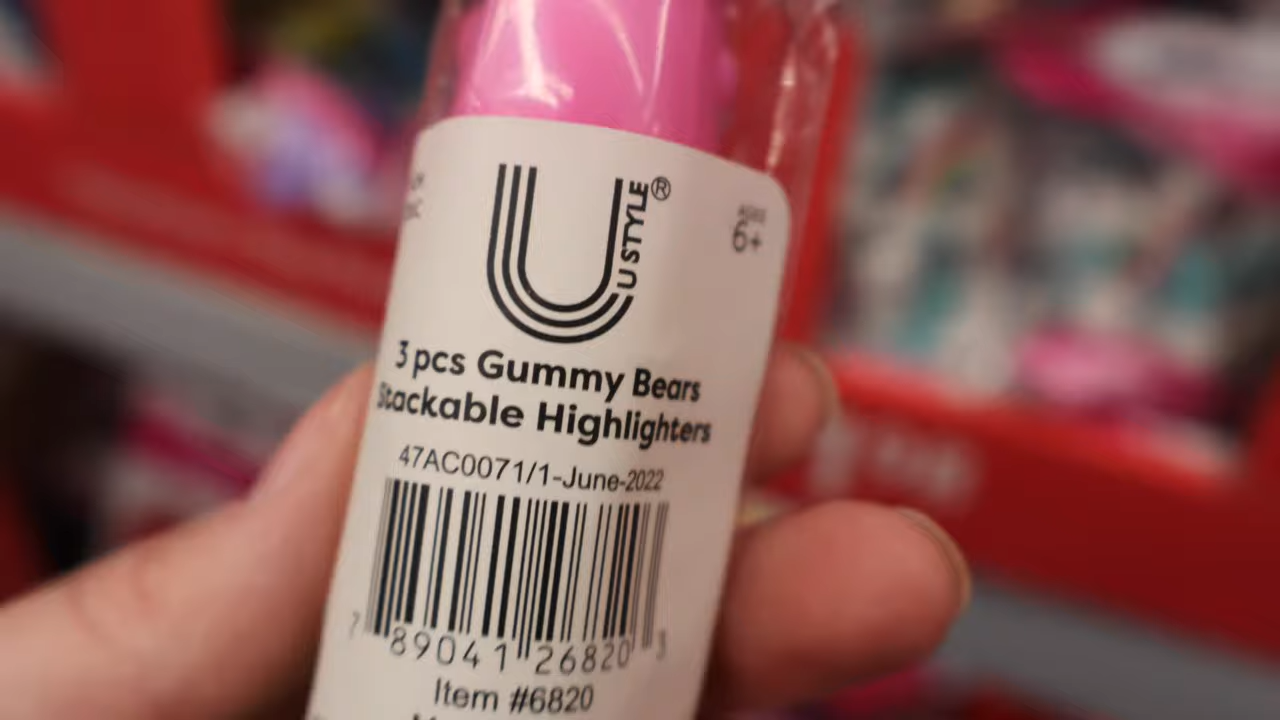 U STYLE®
AGES
6+
3 pcs Gummy Bears
Stackable Highlighters
47AC0071/1-June-2022
7 89041 26820 3
Item #6820